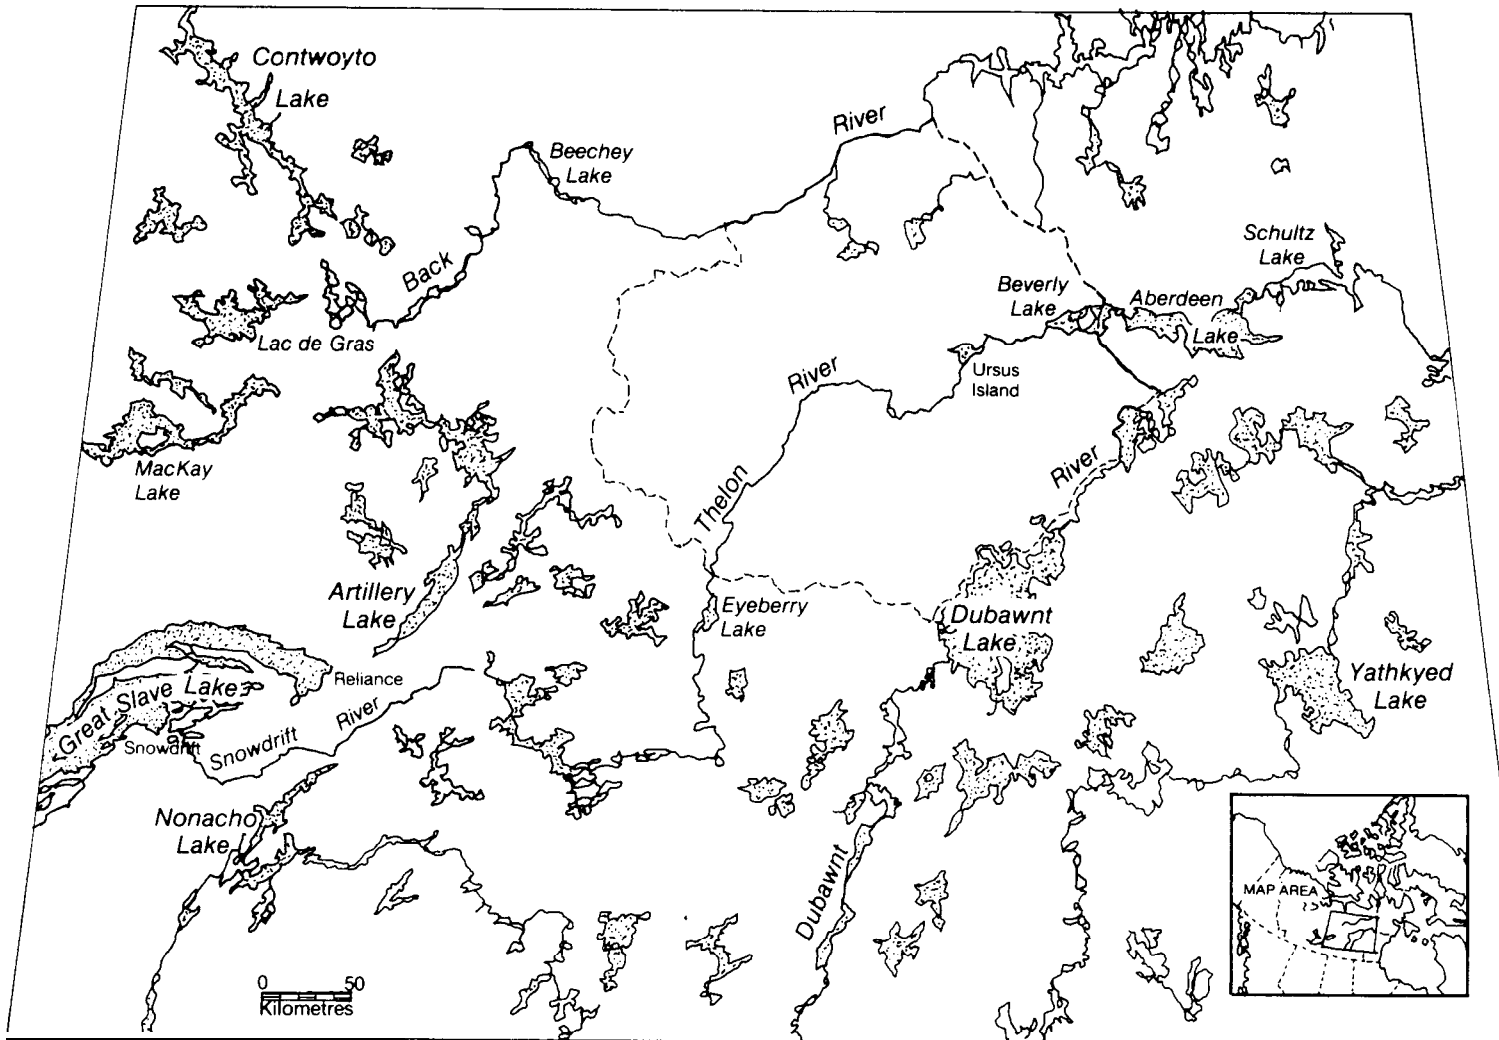 Contwoyto
Lake
River
Beechey
Lake
Schultz
Lake
Back
Beverly
Lake
Aberdeen
Lake
Lac de Gras
Ursus
Island
River
MacKay
Lake
River
Thelon
Artillery
Lake
Eyeberry
Lake
Dubawnt
Lake
Reliance
Yathkyed
Lake
Great Slave Lake
River
Snowdrift
Snowdrift
Nonacho
Lake
Dubawnt
MAP AREA
0 50
Kilometres